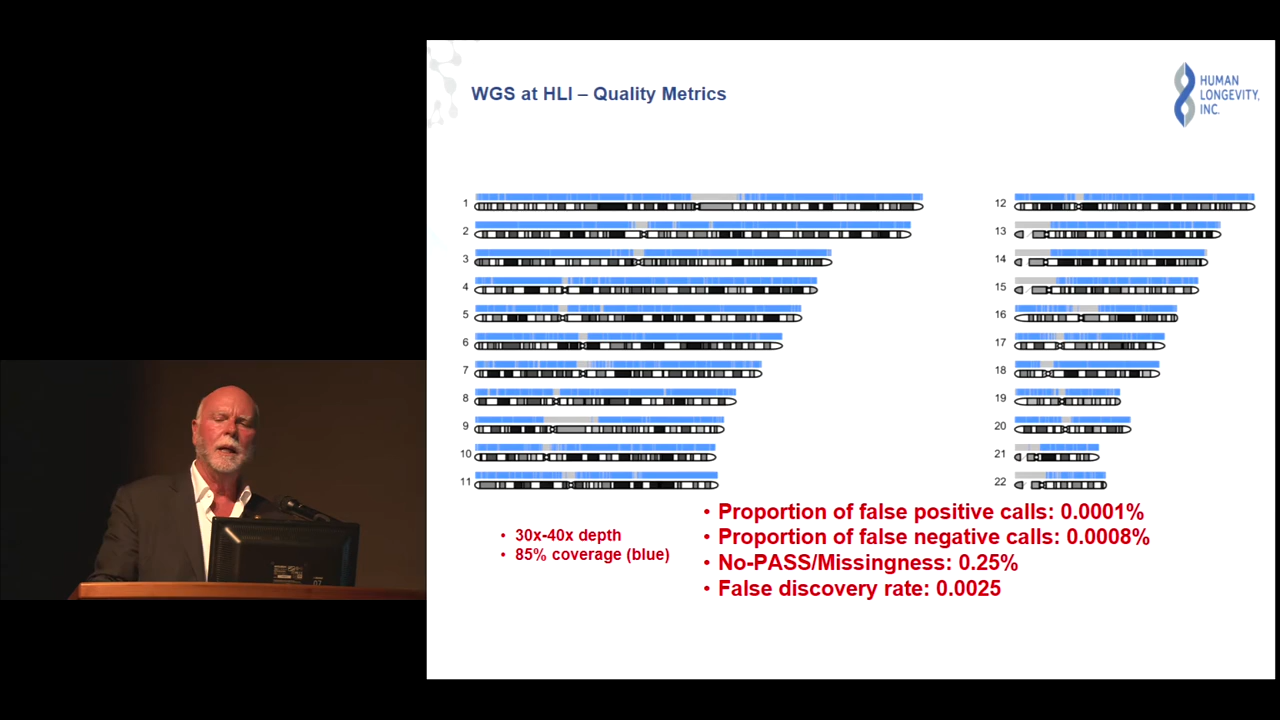 WGS at HLI – Quality Metrics
HUMAN
LONGEVITY,
INC.
1
2
3
4
5
6
7
8
9
10
11
12
13
14
15
16
17
18
19
20
21
22
• 30x-40x depth
• 85% coverage (blue)
• Proportion of false positive calls: 0.0001%
• Proportion of false negative calls: 0.0008%
• No-PASS/Missingness: 0.25%
• False discovery rate: 0.0025